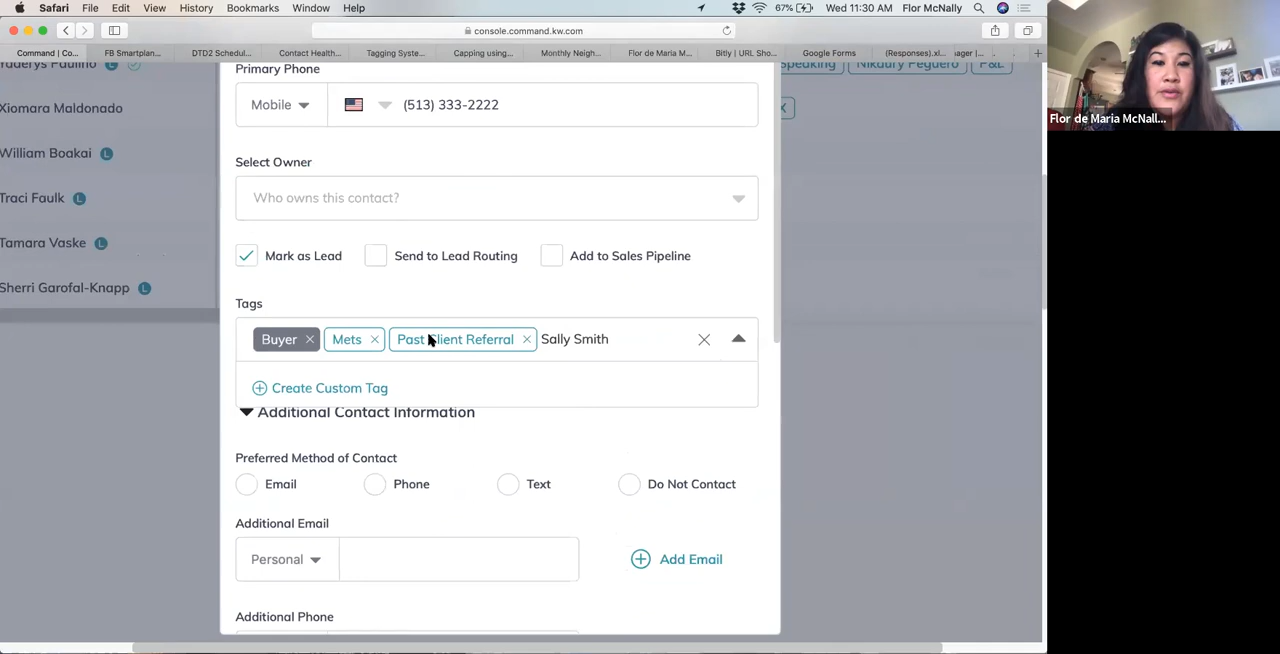 Safari File Edit View History Bookmarks Window Help 67% Wed 11:30 AM Flor McNally
console.command.kw.com
Command | Co... FB Smartplan... DTD2 Schedul... Contact Health... Tagging Syste... Capping using... Monthly Neigh... Flor de Maria M... Bitly | URL Sho... Google Forms (Responses).xl...
Yaderys Paulino L
Xiomara Maldonado
William Boakai L
Traci Faulk L
Tamara Vaske L
Sherri Garofal-Knapp L
Speaking Nikaury Peguero P&L
Primary Phone
Mobile (513) 333-2222
Select Owner
Who owns this contact?
Mark as Lead Send to Lead Routing Add to Sales Pipeline
Tags
Buyer Mets Past Client Referral Sally Smith
Create Custom Tag
Additional Contact Information
Preferred Method of Contact
Email Phone Text Do Not Contact
Additional Email
Personal Add Email
Additional Phone
Flor de Maria McNall...